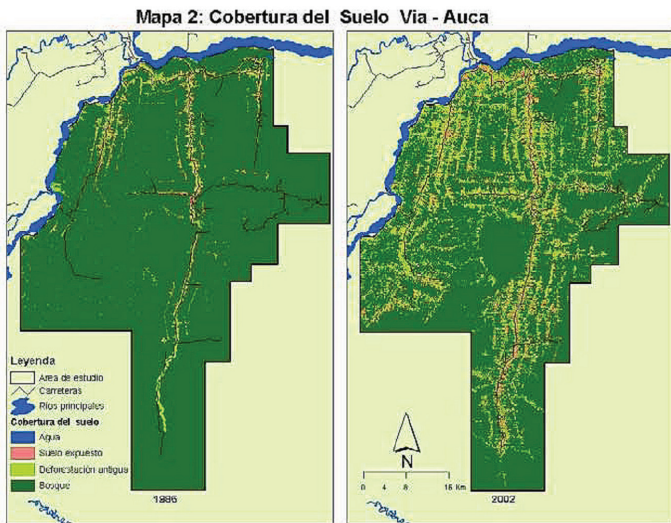 Mapa 2: Cobertura del Suelo Via - Auca
Leyenda
Area de estudio
Carreteras
Rios principales
Cobertura del suelo
Agua
Suelo expuesto
Deforestación antigua
Bosque
1986
N
0 4 8 16 Km
2002